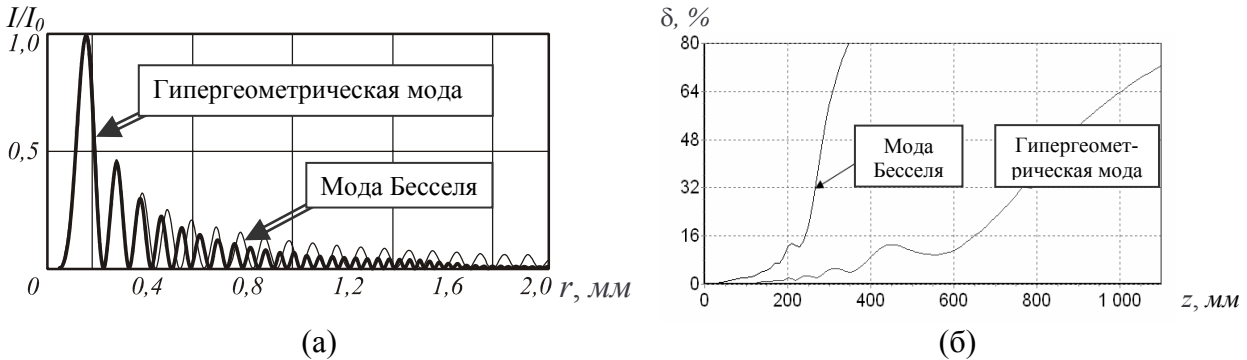 I/I0
1,0
0,5
Гипергеометрическая мода
Мода Бесселя
0 0,4 0,8 1,2 1,6 2,0 r, мм
(а)
δ, %
80
64
48
32
16
0
Мода
Бесселя
Гипергеомет-
рическая мода
0 200 400 600 800 1 000 z, мм
(б)